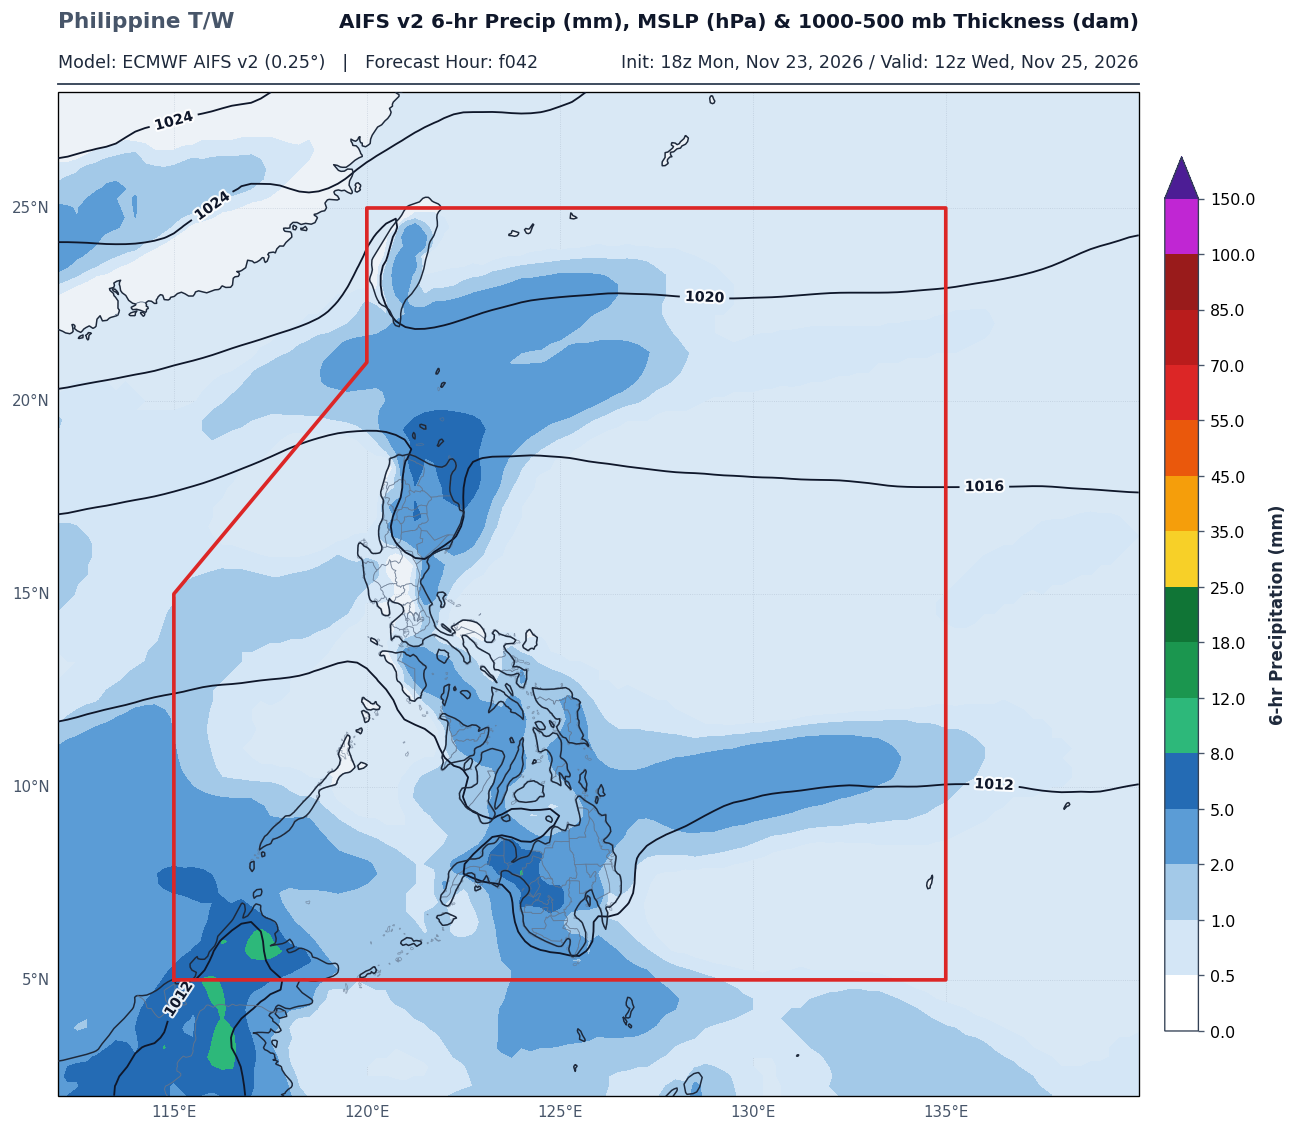 Philippine T/W
AIFS v2 6-hr Precip (mm), MSLP (hPa) & 1000-500 mb Thickness (dam)
Model: ECMWF AIFS v2 (0.25°) | Forecast Hour: f042
Init: 18z Mon, Nov 23, 2026 / Valid: 12z Wed, Nov 25, 2026
1024
1024
1020
1016
1012
1012
25°N
20°N
15°N
10°N
5°N
115°E
120°E
125°E
130°E
135°E
150.0
100.0
85.0
70.0
55.0
45.0
35.0
25.0
18.0
12.0
8.0
5.0
2.0
1.0
0.5
0.0
6-hr Precipitation (mm)